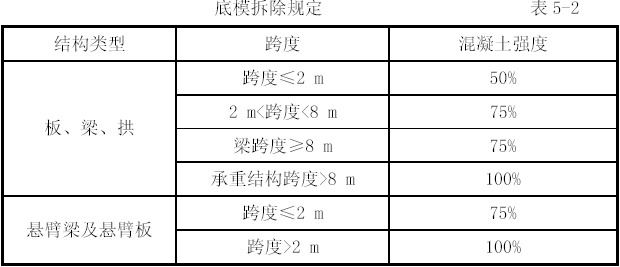 底模拆除规定 表 5-2
结构类型 跨度 混凝土强度
板、梁、拱 跨度≤2 m 50%
2 m<跨度<8 m 75%
梁跨度≥8 m 75%
承重结构跨度>8 m 100%
悬臂梁及悬臂板 跨度≤2 m 75%
跨度>2 m 100%